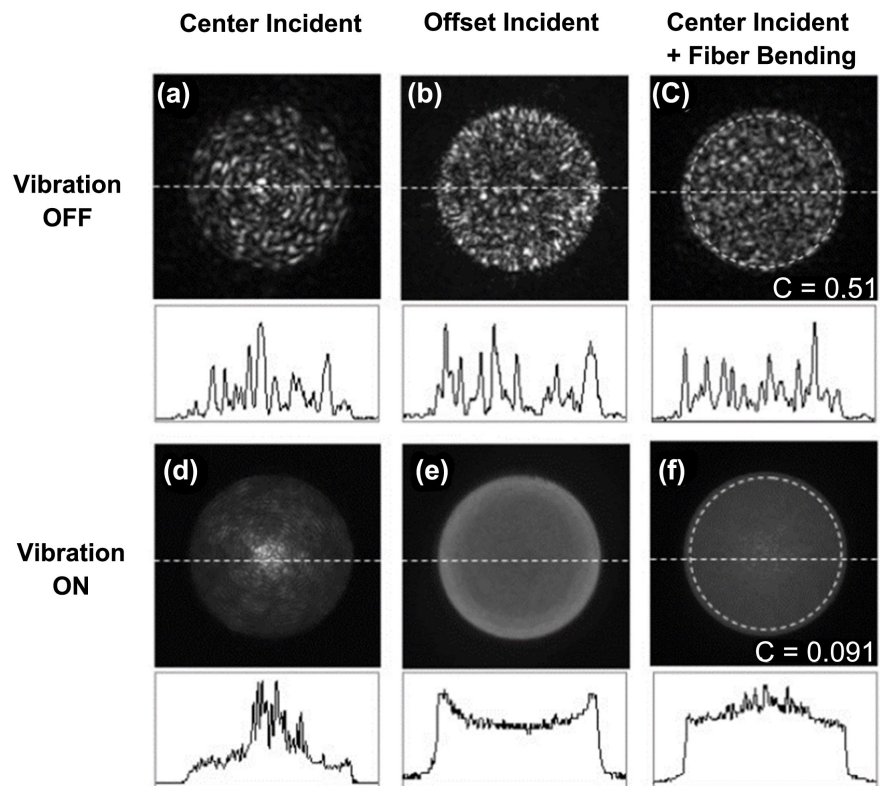 Center Incident
Offset Incident
Center Incident
+ Fiber Bending
Vibration
OFF
(a)
(b)
(C)
C = 0.51
Vibration
ON
(d)
(e)
(f)
C = 0.091